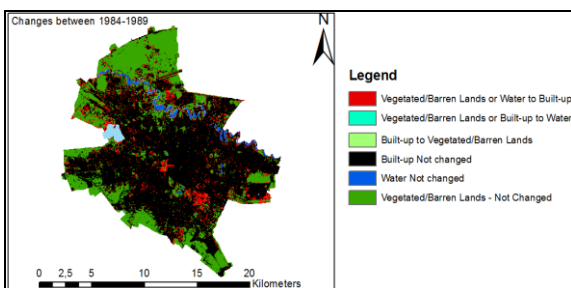 Changes between 1984-1989
N
Legend
Vegetated/Barren Lands or Water to Built-up
Vegetated/Barren Lands or Built-up to Water
Built-up to Vegetated/Barren Lands
Built-up Not changed
Water Not changed
Vegetated/Barren Lands - Not Changed
0 2,5 5 10 15 20
Kilometers